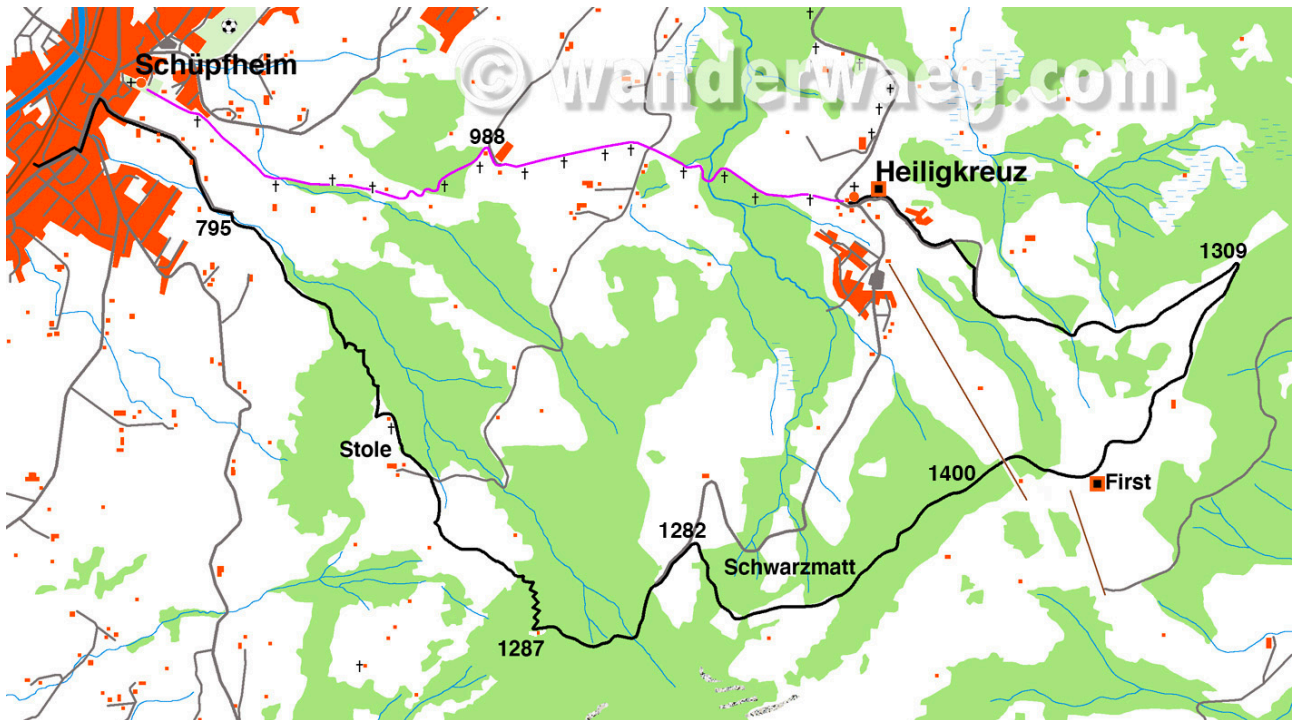 © wanderwaeg.com
Schüpfheim
988
Heiligkreuz
795
1309
Stole
1400
First
1282
Schwarzmatt
1287